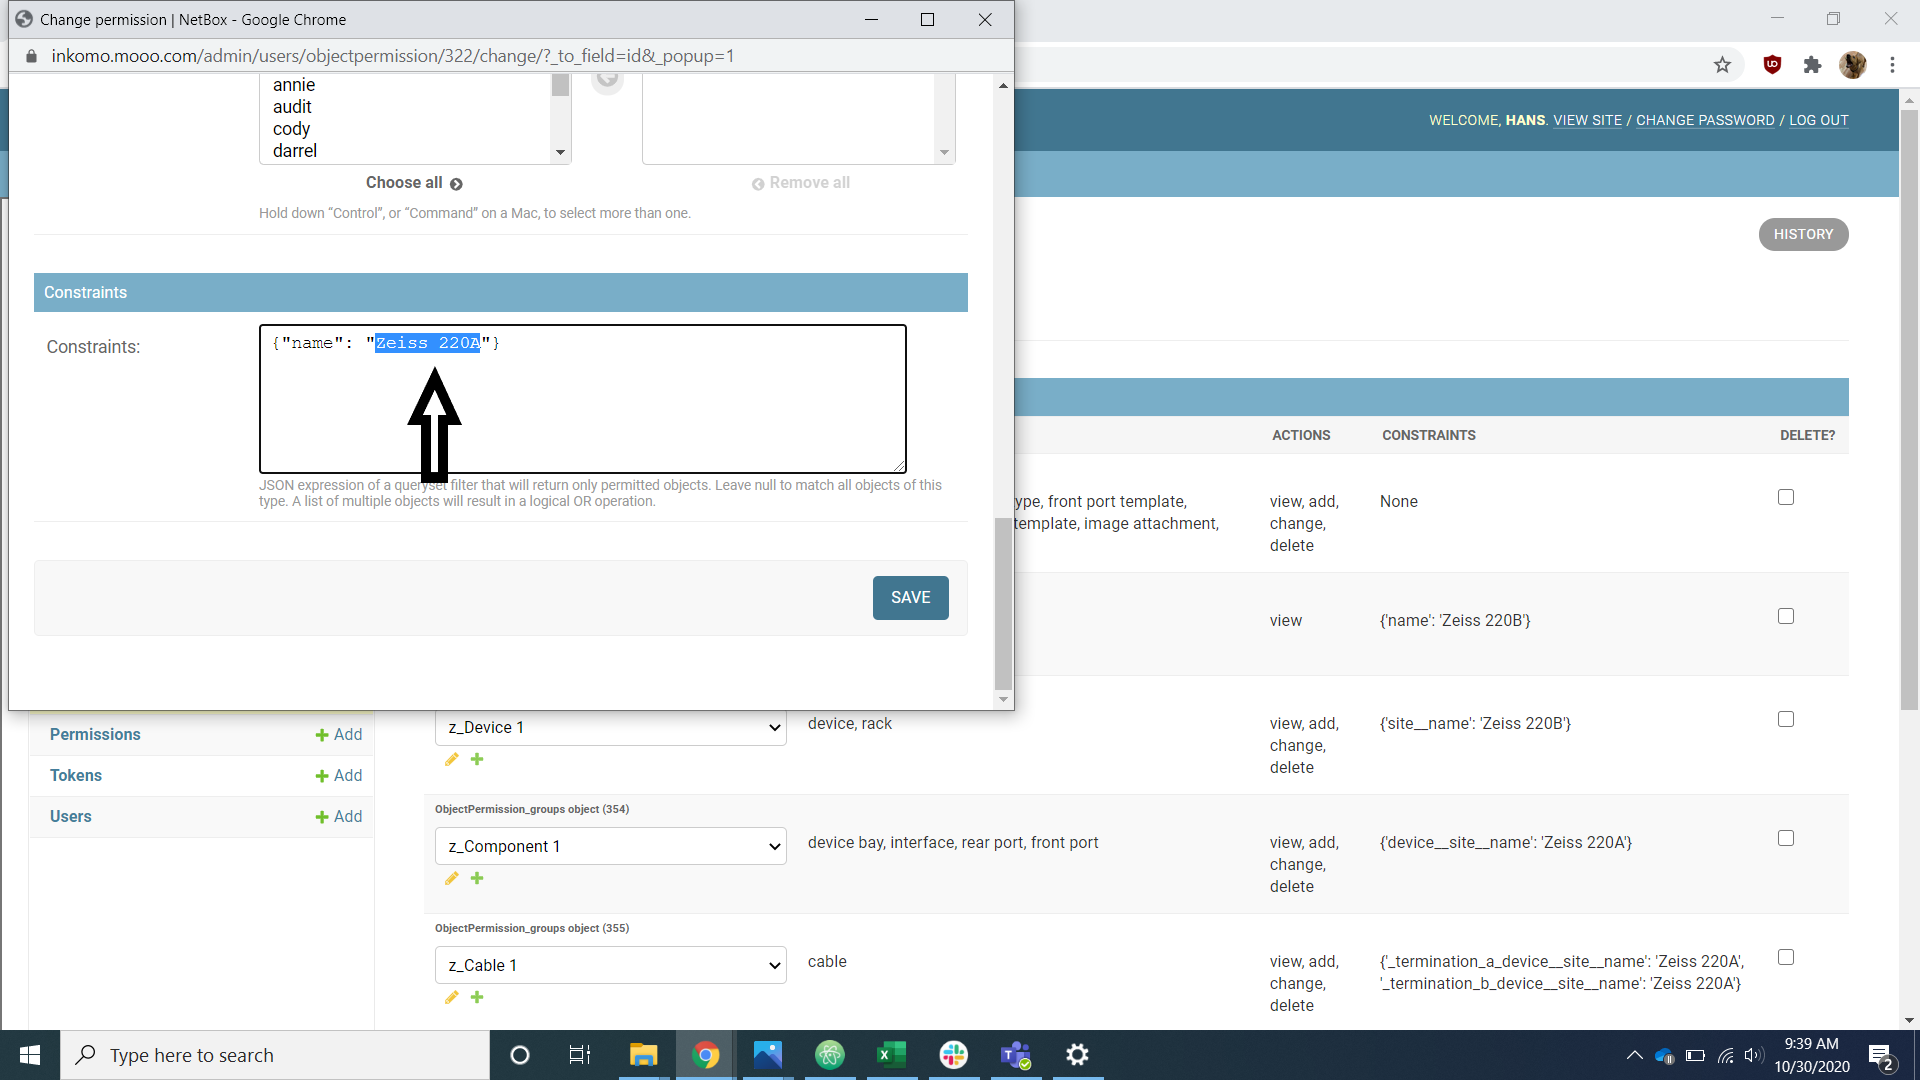 Change permission | NetBox - Google Chrome
inkomo.mooo.com/admin/users/objectpermission/322/change/?_to_field=id&_popup=1
annie
audit
cody
darrel
Choose all
Remove all
Hold down “Control”, or “Command” on a Mac, to select more than one.
Constraints
Constraints:
{"name": "Zeiss 220A"}
JSON expression of a queryset filter that will return only permitted objects. Leave null to match all objects of this
type. A list of multiple objects will result in a logical OR operation.
SAVE
WELCOME, HANS. VIEW SITE / CHANGE PASSWORD / LOG OUT
HISTORY
ACTIONS CONSTRAINTS DELETE?
ype, front port template,
template, image attachment,
view, add,
change,
delete
None
view
{'name': 'Zeiss 220B'}
Permissions
Add
Tokens
Add
Users
Add
z_Device 1
device, rack
view, add,
change,
delete
{'site__name': 'Zeiss 220B'}
ObjectPermission_groups object (354)
z_Component 1
device bay, interface, rear port, front port
view, add,
change,
delete
{'device__site__name': 'Zeiss 220A'}
ObjectPermission_groups object (355)
z_Cable 1
cable
view, add,
change,
delete
{'_termination_a_device__site__name': 'Zeiss 220A',
'_termination_b_device__site__name': 'Zeiss 220A'}
Type here to search
9:39 AM
10/30/2020
2